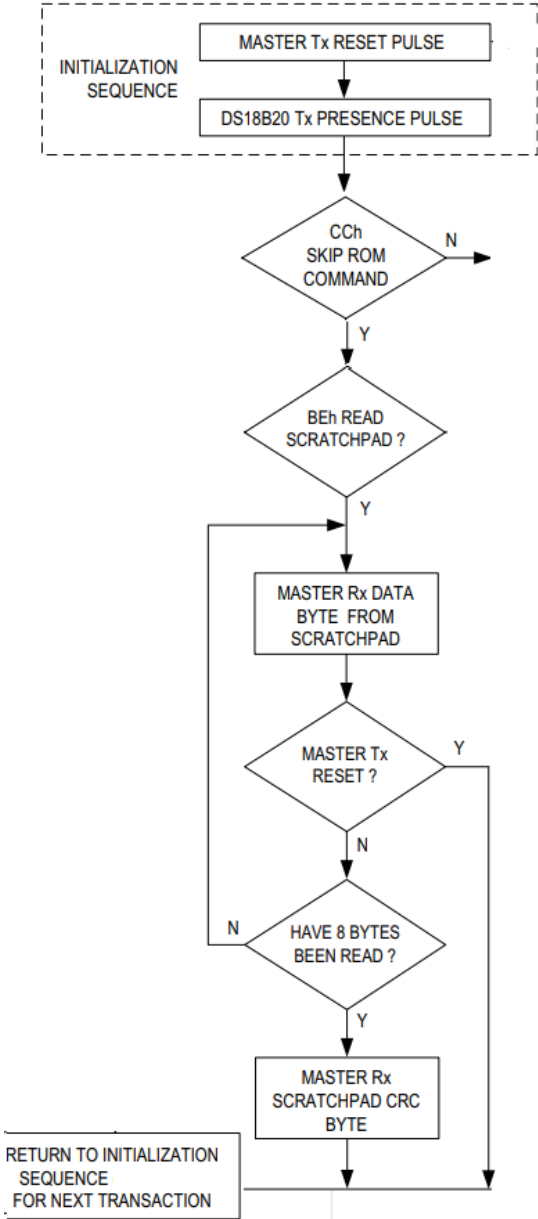 MASTER Tx RESET PULSE
INITIALIZATION
SEQUENCE
DS18B20 Tx PRESENCE PULSE
CCh
SKIP ROM
COMMAND
N
Y
BEh READ
SCRATCHPAD ?
Y
MASTER Rx DATA
BYTE FROM
SCRATCHPAD
MASTER Tx
RESET ?
Y
N
HAVE 8 BYTES
BEEN READ ?
N
Y
MASTER Rx
SCRATCHPAD CRC
BYTE
RETURN TO INITIALIZATION
SEQUENCE
FOR NEXT TRANSACTION